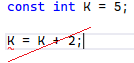 const int K = 5;
K = K + 2;